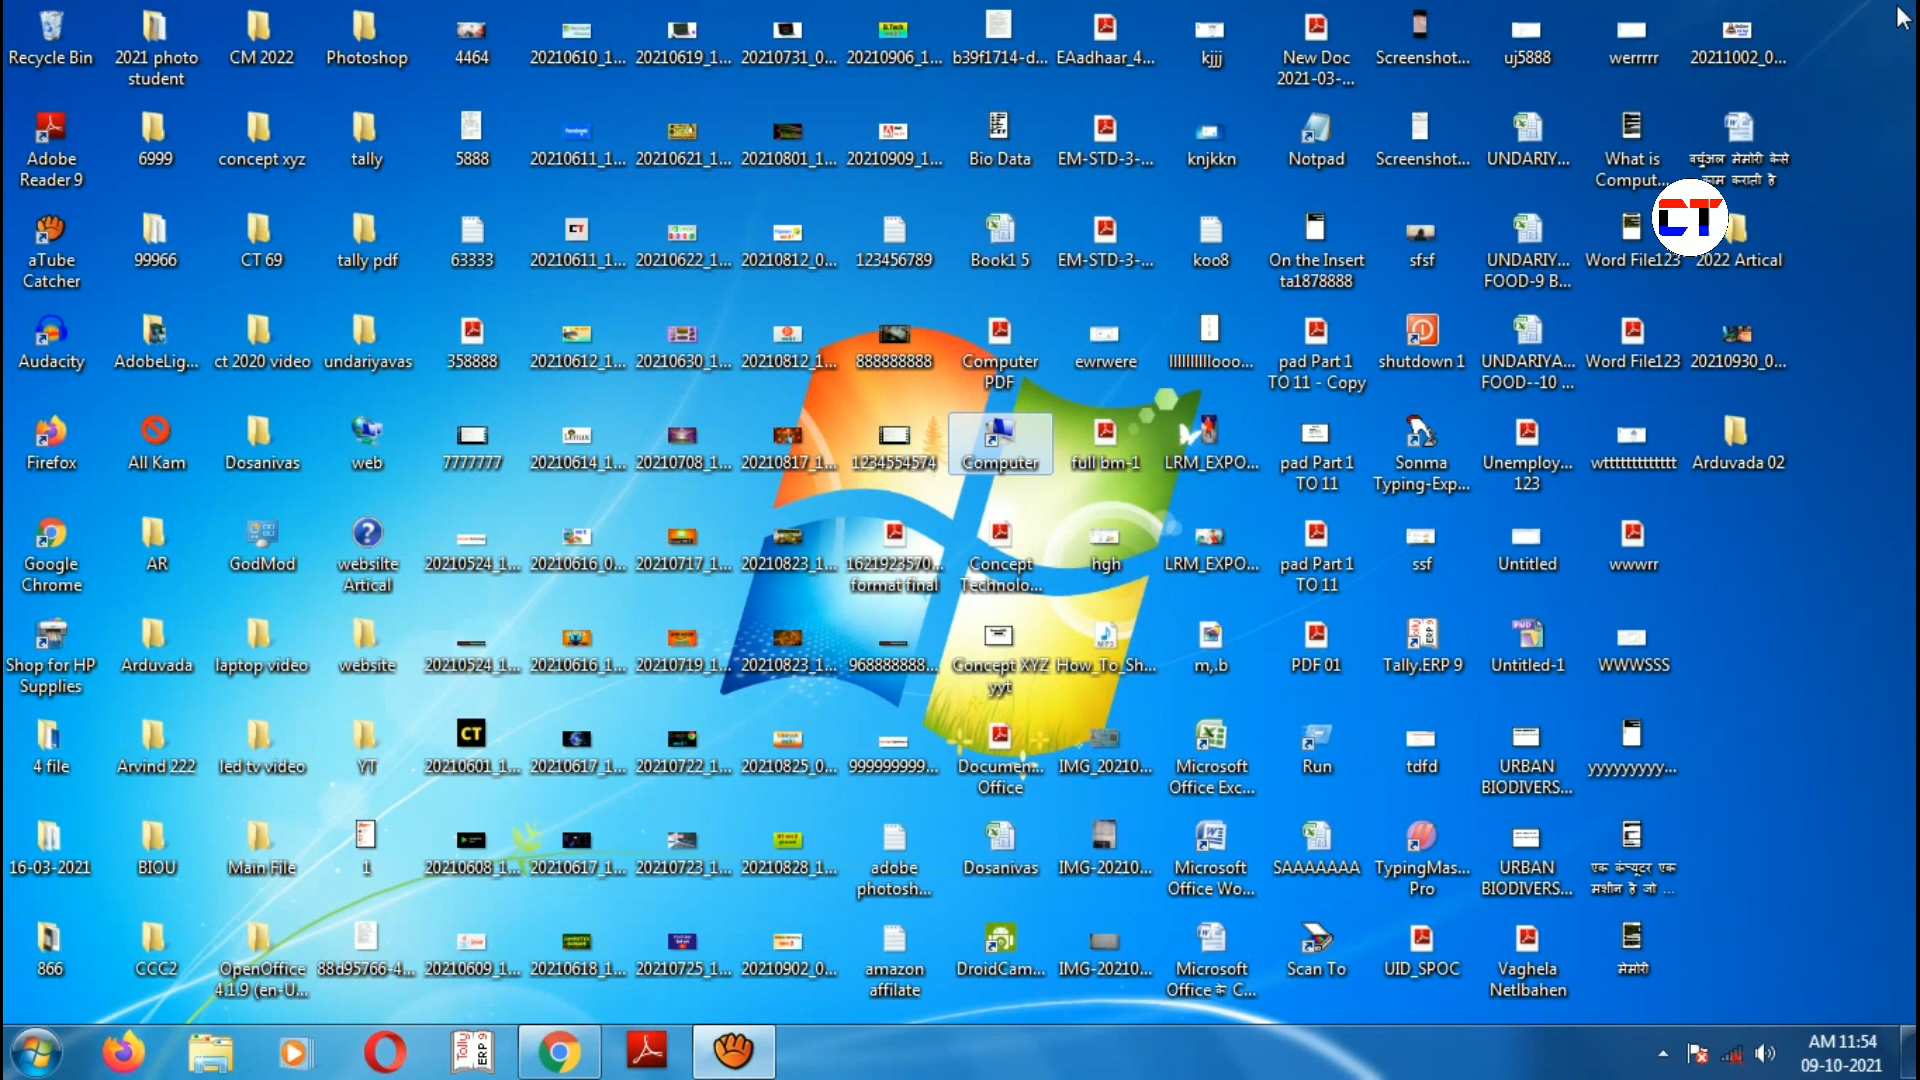 Recycle Bin
2021 photo
student
CM 2022
Photoshop
4464
20210610_1...
20210619_1...
20210731_0...
20210906_1...
b39f1714-d...
EAadhaar_4...
kjjj
New Doc
2021-03-...
Screenshot...
uj5888
werrrrr
20211002_0...
Adobe
Reader 9
6999
concept xyz
tally
5888
20210611_1...
20210621_1...
20210801_1...
20210909_1...
Bio Data
EM-STD-3-...
knjkkn
Notpad
Screenshot...
UNDARIY...
What is
Comput...
वर्चुअल मेमोरी केसे
काम कराती है
CT
aTube
Catcher
99966
CT 69
tally pdf
63333
20210611_1...
20210622_1...
20210812_0...
123456789
Book1 5
EM-STD-3-...
koo8
On the Insert
ta1878888
sfsf
UNDARIY...
FOOD-9 B...
Word File123
2022 Artical
Audacity
AdobeLig...
ct 2020 video
undariyavas
358888
20210612_1...
20210630_1...
20210812_1...
888888888
Computer
PDF
ewrwere
llllllllllooo...
pad Part 1
TO 11 - Copy
shutdown 1
UNDARIYA...
FOOD--10 ...
Word File123
20210930_0...
Firefox
All Kam
Dosanivas
web
7777777
20210614_1...
20210708_1...
20210817_1...
1234554574
Computer
full bm-1
LRM_EXPO...
pad Part 1
TO 11
Sonma
Typing-Exp...
Unemploy...
123
wttttttttttttt
Arduvada 02
Google
Chrome
AR
GodMod
websilte
Artical
20210524_1...
20210616_0...
20210717_1...
20210823_1...
1621923570...
format final
Concept
Technolo...
hgh
LRM_EXPO...
pad Part 1
TO 11
ssf
Untitled
wwwrr
Shop for HP
Supplies
Arduvada
laptop video
website
20210524_1...
20210616_1...
20210719_1...
20210823_1...
968888888...
Concept XYZ
yyt
How_To_Sh...
m,.b
PDF 01
Tally.ERP 9
Untitled-1
WWWSSS
4 file
Arvind 222
led tv video
YT
20210601_1...
20210617_1...
20210722_1...
20210825_0...
999999999...
Documen...
Office
IMG_20210...
Microsoft
Office Exc...
Run
tdfd
URBAN
BIODIVERS...
yyyyyyyyy...
16-03-2021
BIOU
Main File
1
20210608_1...
20210617_1...
20210723_1...
20210828_1...
adobe
photosh...
Dosanivas
IMG-20210...
Microsoft
Office Wo...
SAAAAAAA
TypingMas...
Pro
URBAN
BIODIVERS...
एक कंप्यूटर एक
मशीन है जो ...
866
CCC2
OpenOffice
4.1.9 (en-U...
88d95766-4...
20210609_1...
20210618_1...
20210725_1...
20210902_0...
amazon
affilate
DroidCam...
IMG-20210...
Microsoft
Office के C...
Scan To
UID_SPOC
Vaghela
Netlbahen
मेमोरी
Tally
ERP 9
AM 11:54
09-10-2021